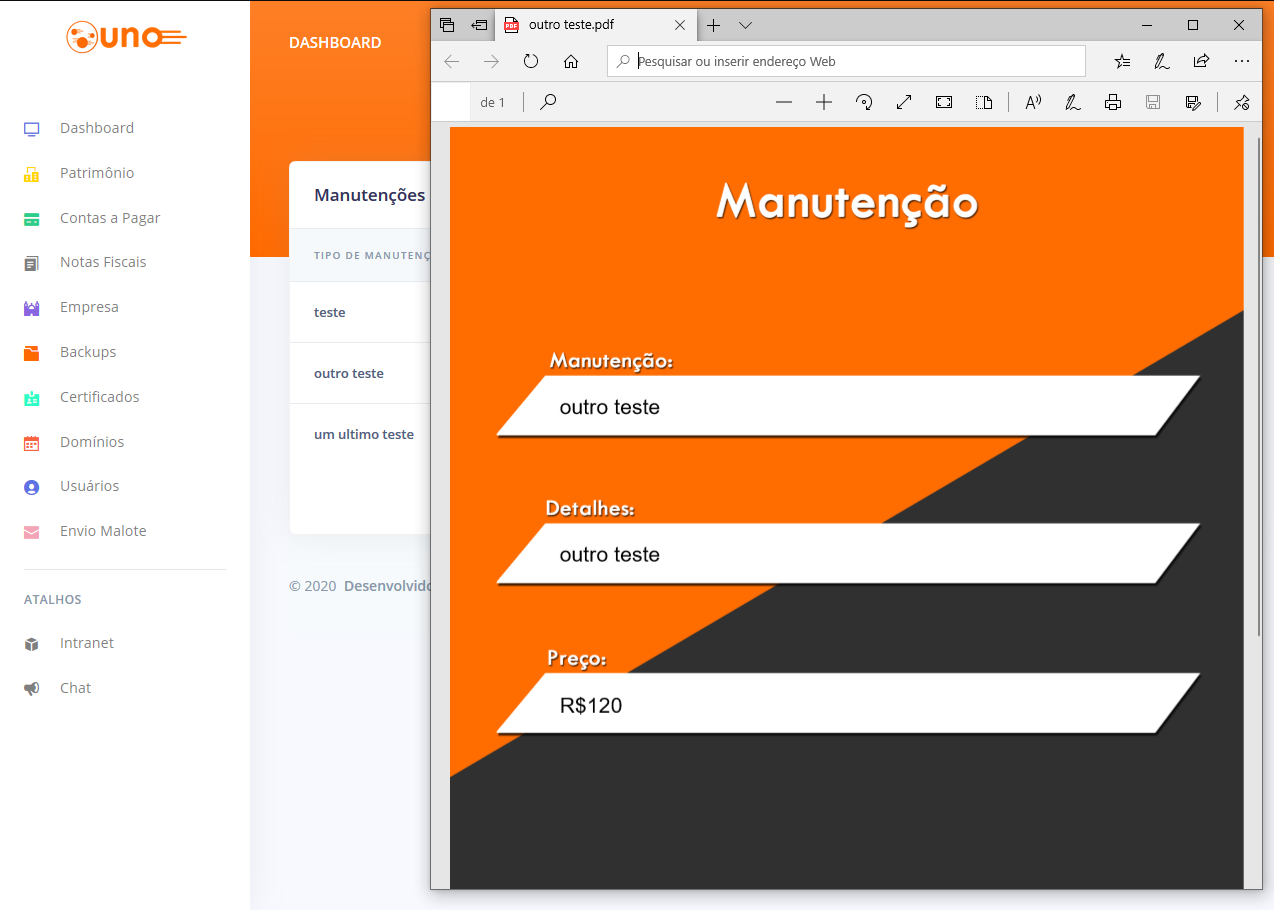 uno
DASHBOARD
Dashboard
Patrimônio
Contas a Pagar
Notas Fiscais
Empresa
Backups
Certificados
Domínios
Usuários
Envio Malote
ATALHOS
Intranet
Chat
Manutenções
TIPO DE MANUTENÇ
teste
outro teste
um ultimo teste
© 2020 Desenvolvido
outro teste.pdf
Pesquisar ou inserir endereço Web
de 1
Manutenção
Manutenção:
outro teste
Detalhes:
outro teste
Preço:
R$120